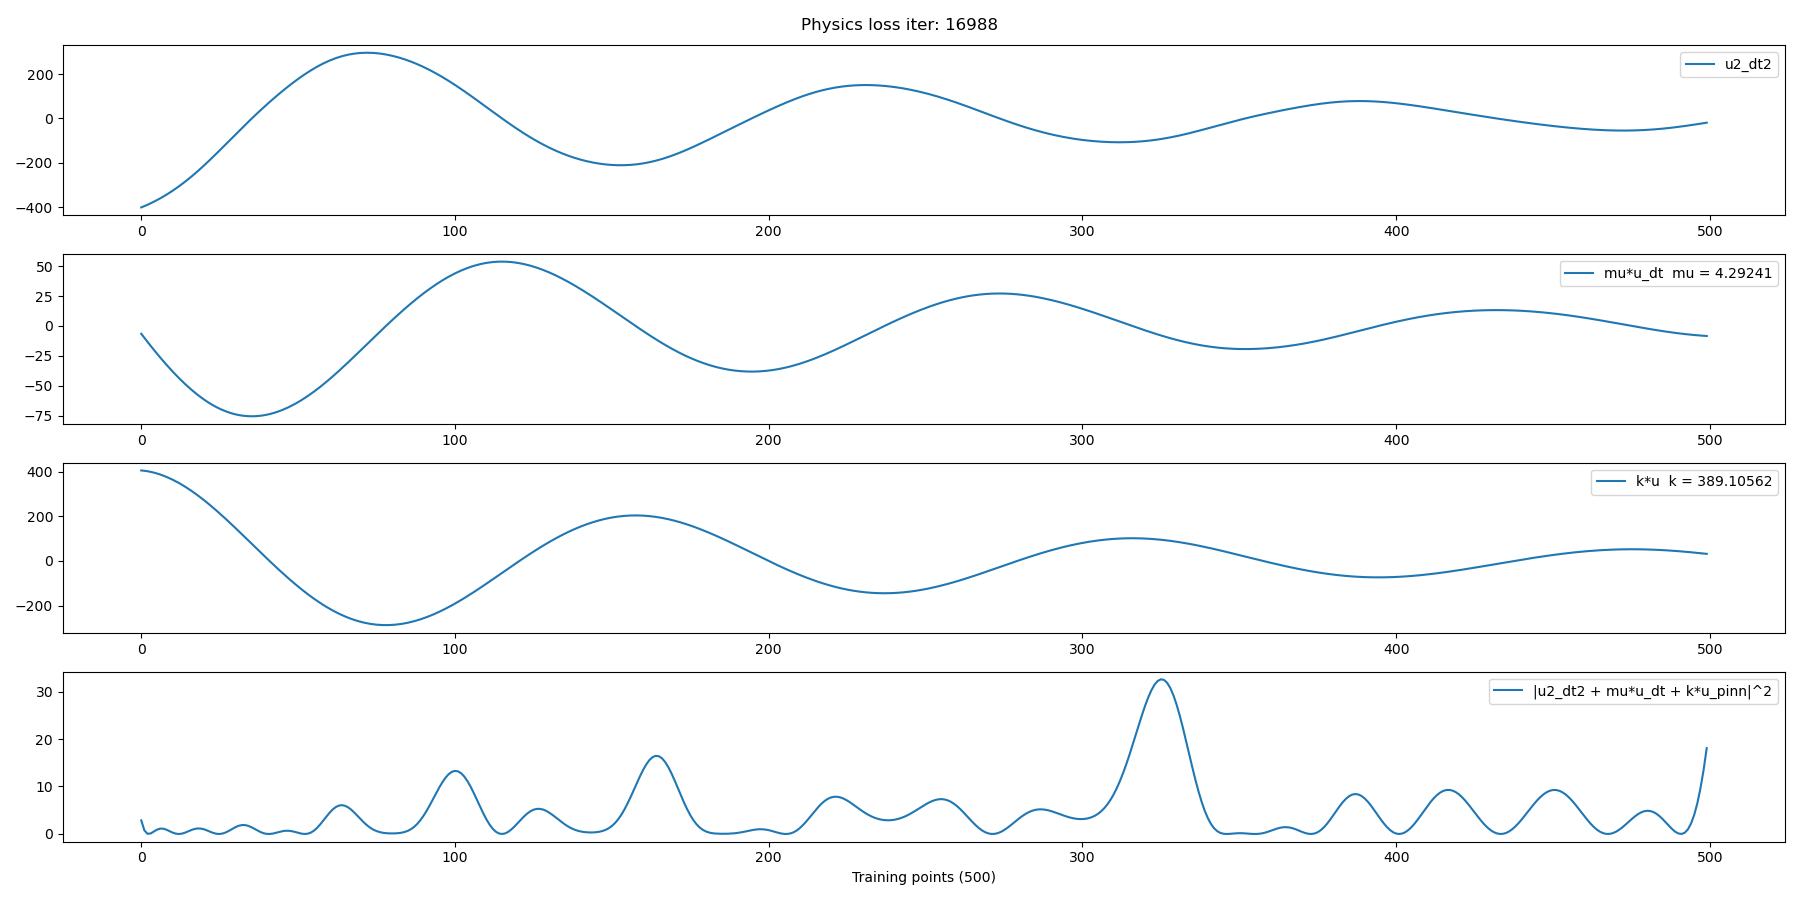 Physics loss iter: 16988
u2_dt2
200
0
−200
−400
0 100 200 300 400 500
mu*u_dt  mu = 4.29241
50
25
0
−25
−50
−75
0 100 200 300 400 500
k*u  k = 389.10562
400
200
0
−200
0 100 200 300 400 500
|u2_dt2 + mu*u_dt + k*u_pinn|^2
30
20
10
0
0 100 200 300 400 500
Training points (500)